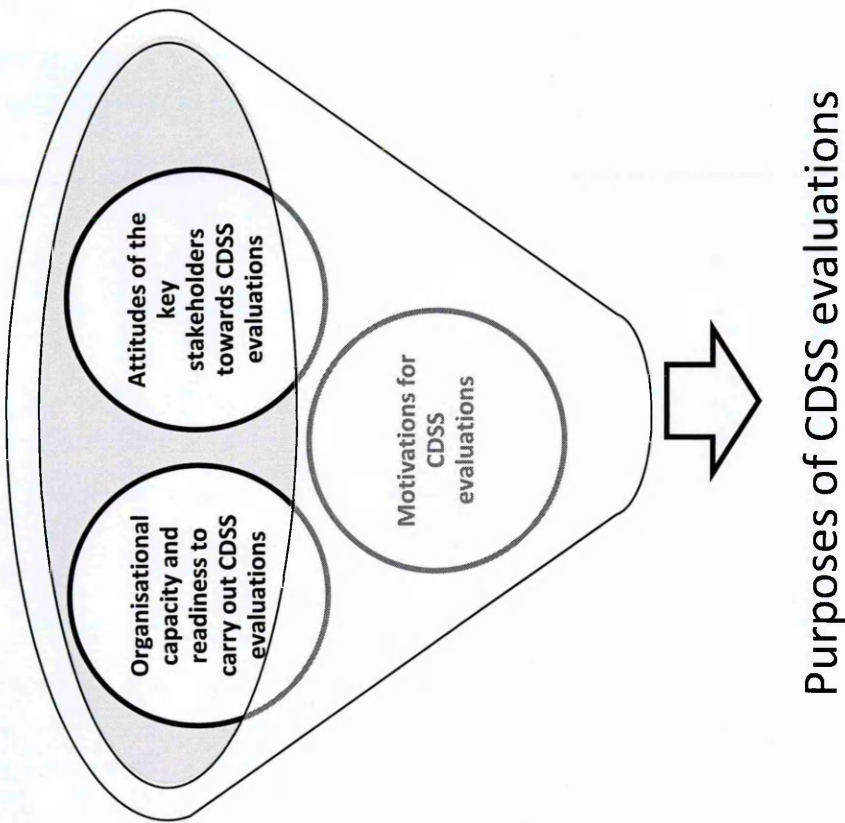 Organisational
capacity and
readiness to
carry out CDSS
evaluations
Attitudes of the
key
stakeholders
towards CDSS
evaluations
Motivations for
CDSS
evaluations
Purposes of CDSS evaluations